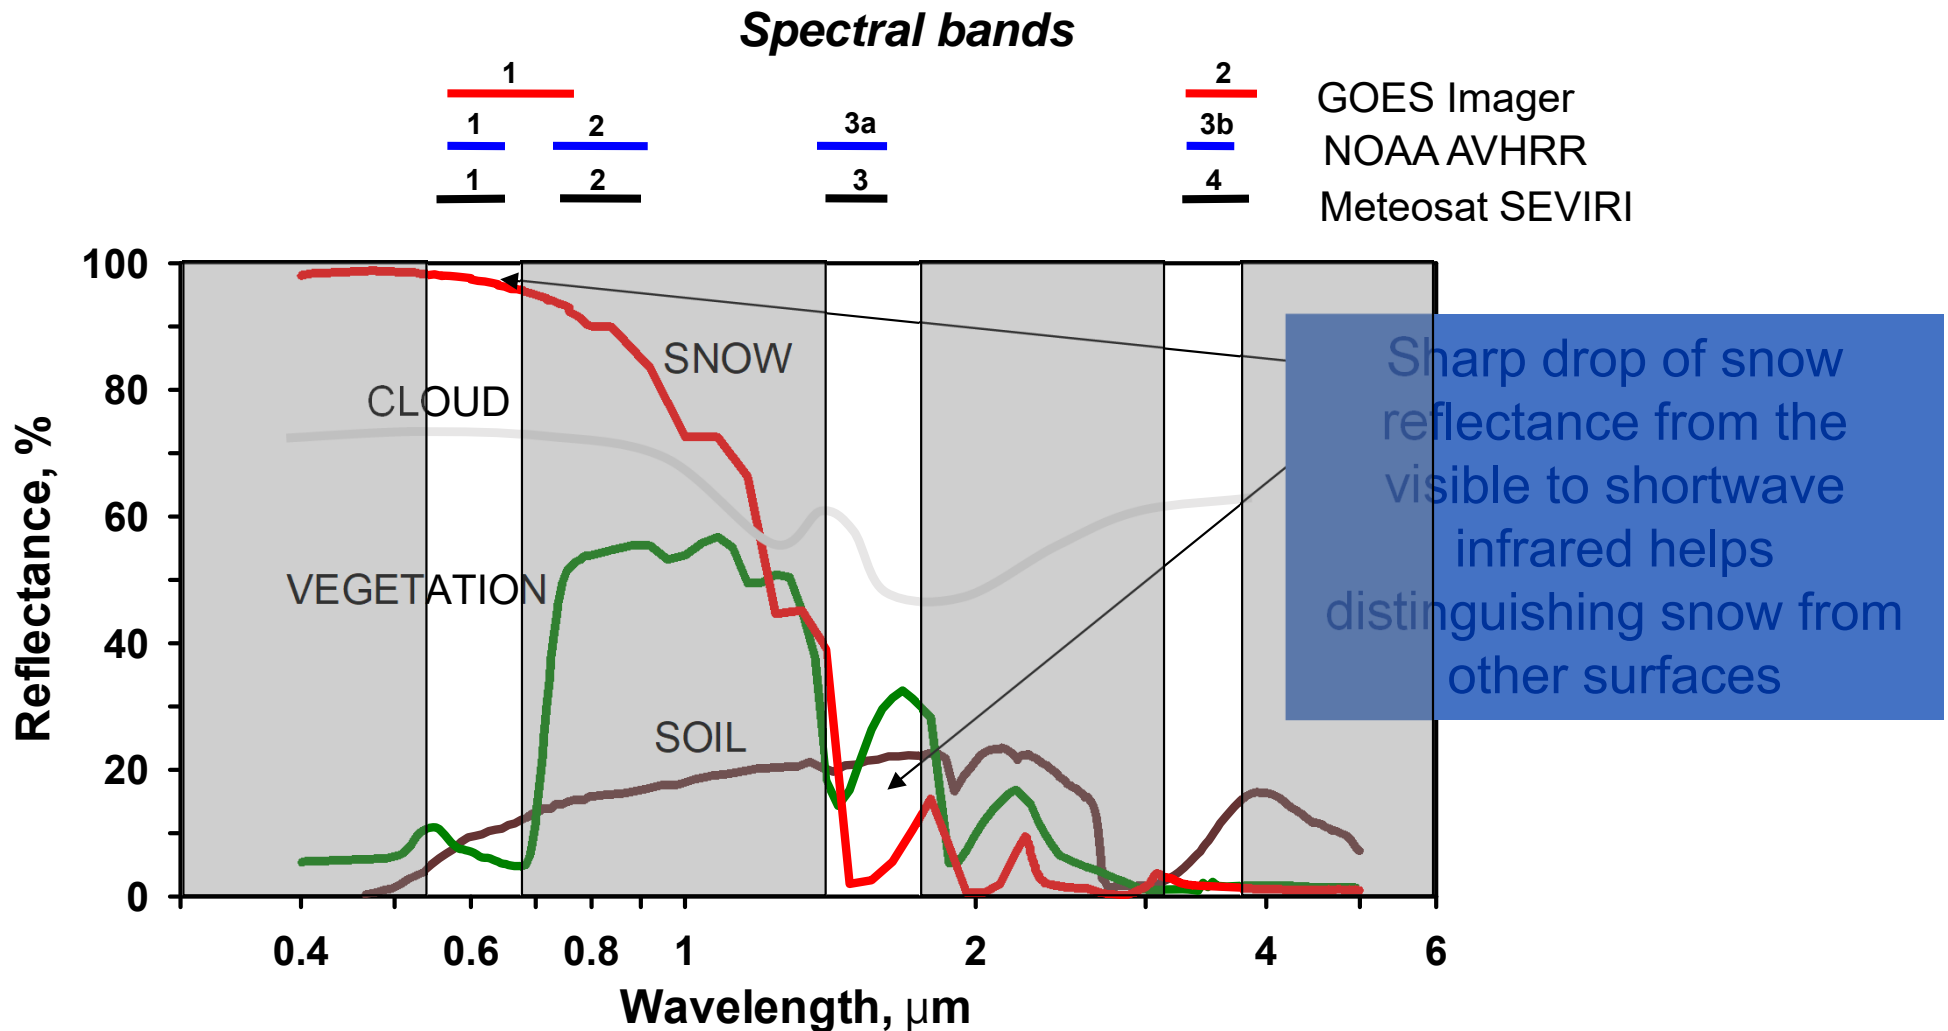 Spectral bands
1 2 GOES Imager
1 2 3a 3b NOAA AVHRR
1 2 3 4 Meteosat SEVIRI
100
80
60
40
20
0
Reflectance, %
SNOW
CLOUD
VEGETATION
SOIL
Sharp drop of snow
reflectance from the
visible to shortwave
infrared helps
distinguishing snow from
other surfaces
0.4 0.6 0.8 1 2 4 6
Wavelength, μm